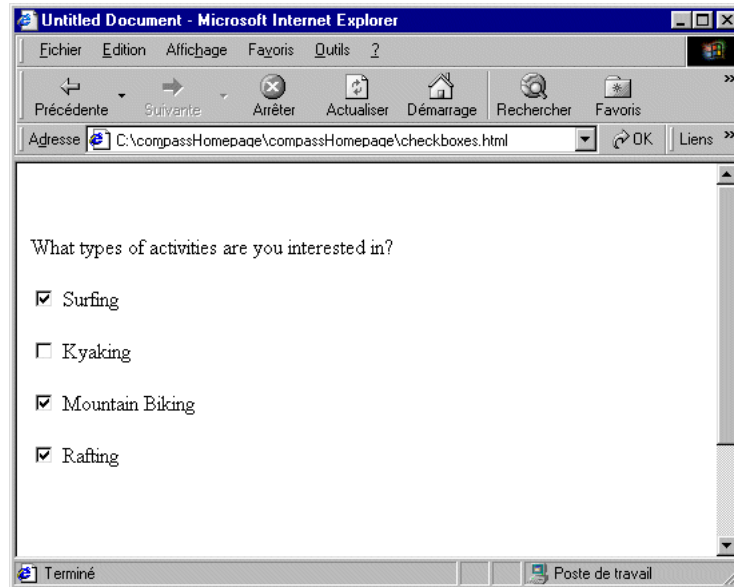 Untitled Document - Microsoft Internet Explorer
Fichier Edition Affichage Favoris Outils ?
Précédente Suivante Arrêter Actualiser Démarrage Rechercher Favoris »
Adresse C:\compassHomepage\compassHomepage\checkboxes.html OK Liens »
What types of activities are you interested in?
Surfing
Kyaking
Mountain Biking
Rafting
Terminé Poste de travail